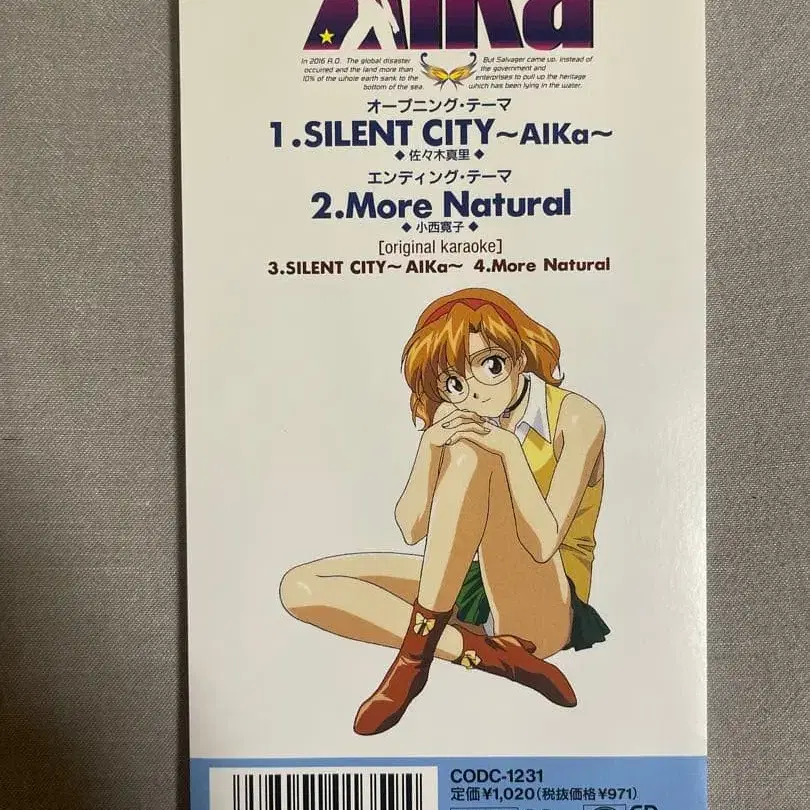 AIKa
In 2016 A.D. The global disaster
occurred and the land more than
10% of the whole earth sank to the
bottom of the sea.
But Salvager came up, instead of
the government and
enterprises to pull up the heritage
which has been lying in the water.
オープニング・テーマ
1.SILENT CITY〜AIKa〜
◆ 佐々木真里 ◆
エンディング・テーマ
2.More Natural
◆ 小西寛子 ◆
[original karaoke]
3.SILENT CITY〜AIKa〜 4.More Natural
CODC-1231
定価¥1,020(税抜価格¥971)
CD